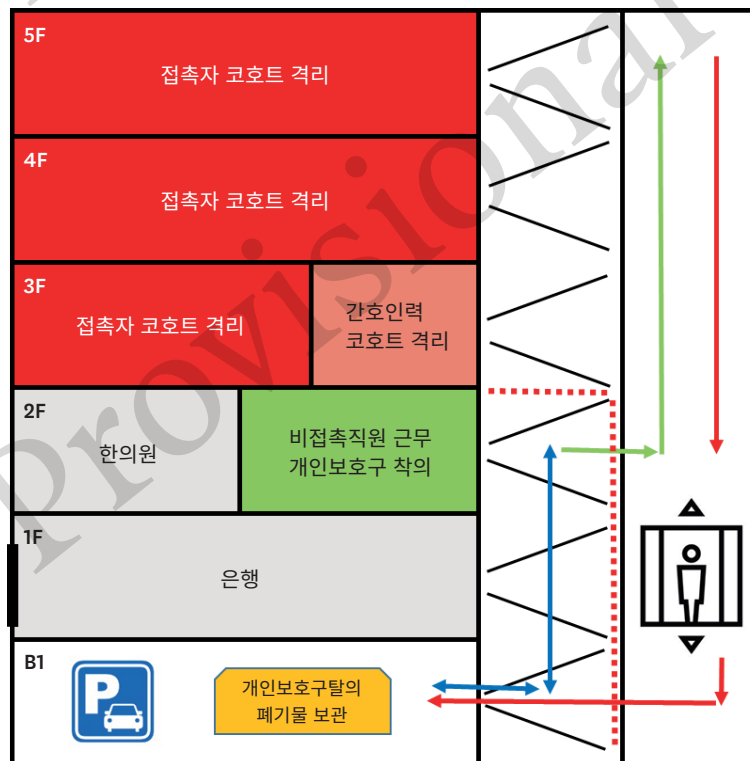 5F
접촉자 코호트 격리
4F
접촉자 코호트 격리
3F
접촉자 코호트 격리
간호인력
코호트 격리
2F
한의원
비접촉직원 근무
개인보호구 착의
1F
은행
B1
P
개인보호구탈의
폐기물 보관
Provisional